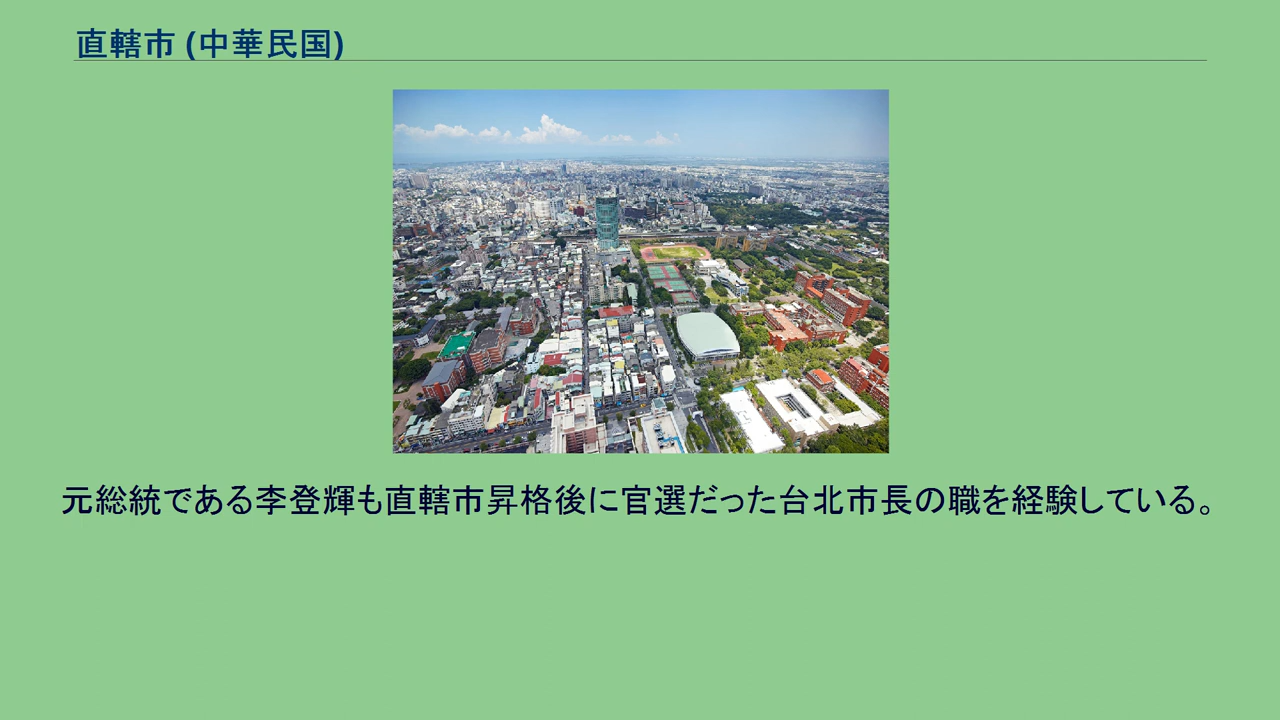 直轄市 (中華民国)
元総統である李登輝も直轄市昇格後に官選だった台北市長の職を経験している。